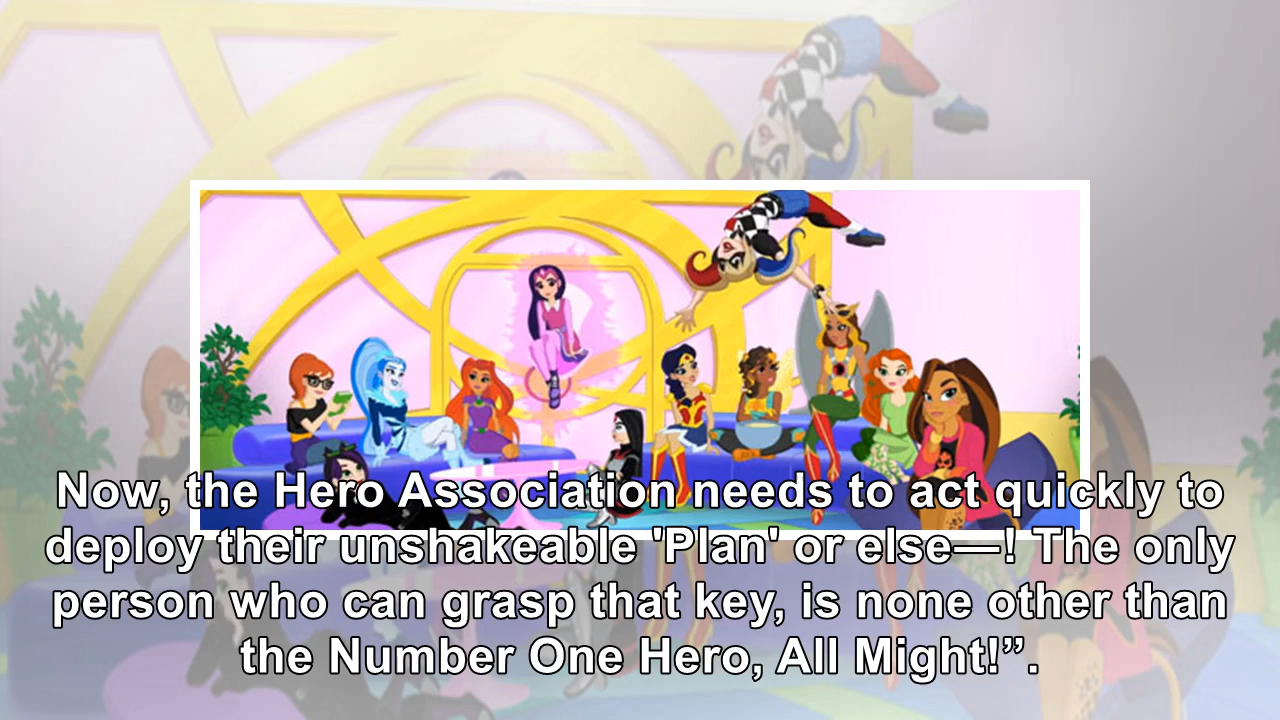 Now, the Hero Association needs to act quickly to
deploy their unshakeable 'Plan' or else—! The only
person who can grasp that key, is none other than
the Number One Hero, All Might!”.